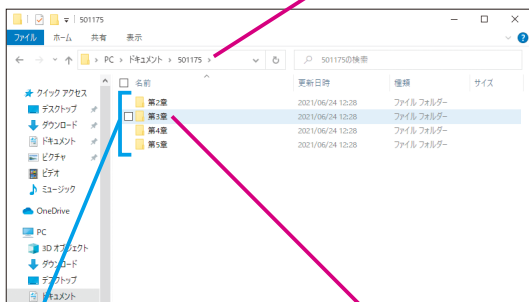 501175
ファイル ホーム 共有 表示
PC › ドキュメント › 501175 ›
501175の検索
名前 更新日時 種類 サイズ
クイック アクセス
デスクトップ
ダウンロード
ドキュメント
ピクチャ
ビデオ
ミュージック
OneDrive
PC
3D オブジェクト
ダウンロード
デスクトップ
ドキュメント
第2章 2021/06/24 12:28 ファイル フォルダー
第3章 2021/06/24 12:28 ファイル フォルダー
第4章 2021/06/24 12:28 ファイル フォルダー
第5章 2021/06/24 12:28 ファイル フォルダー